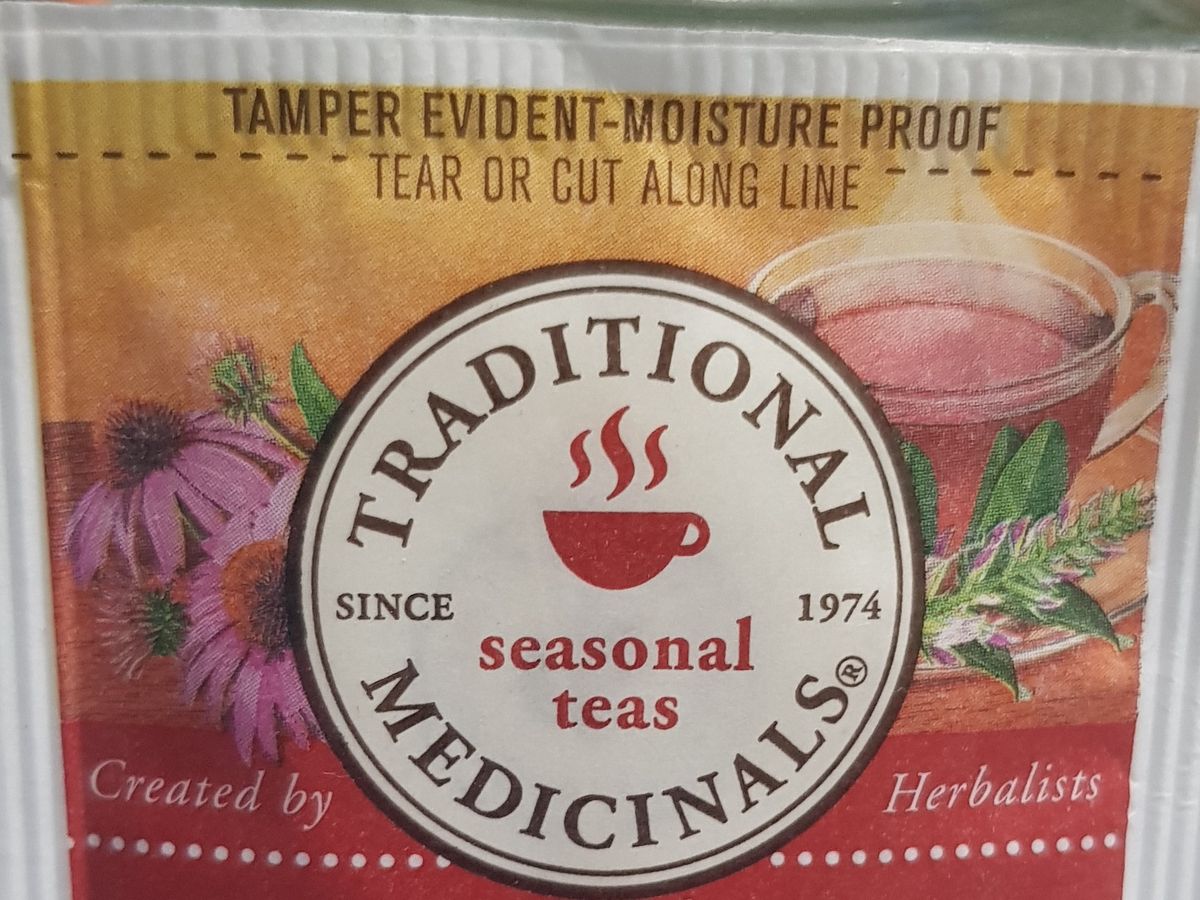 TAMPER EVIDENT-MOISTURE PROOF
TEAR OR CUT ALONG LINE
TRADITIONAL
SINCE 1974
seasonal
teas
MEDICINALS®
Created by Herbalists